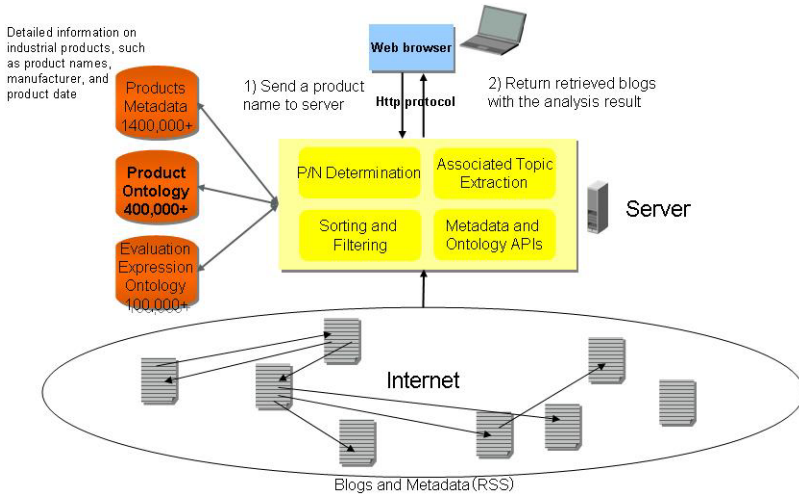 Detailed information on
industrial products, such
as product names,
manufacturer, and
product date
Products
Metadata
1400,000+
Product
Ontology
400,000+
Evaluation
Expression
Ontology
100,000+
Web browser
1) Send a product
name to server
Http protocol
2) Return retrieved blogs
with the analysis result
P/N Determination
Associated Topic
Extraction
Sorting and
Filtering
Metadata and
Ontology APIs
Server
Internet
Blogs and Metadata(RSS)